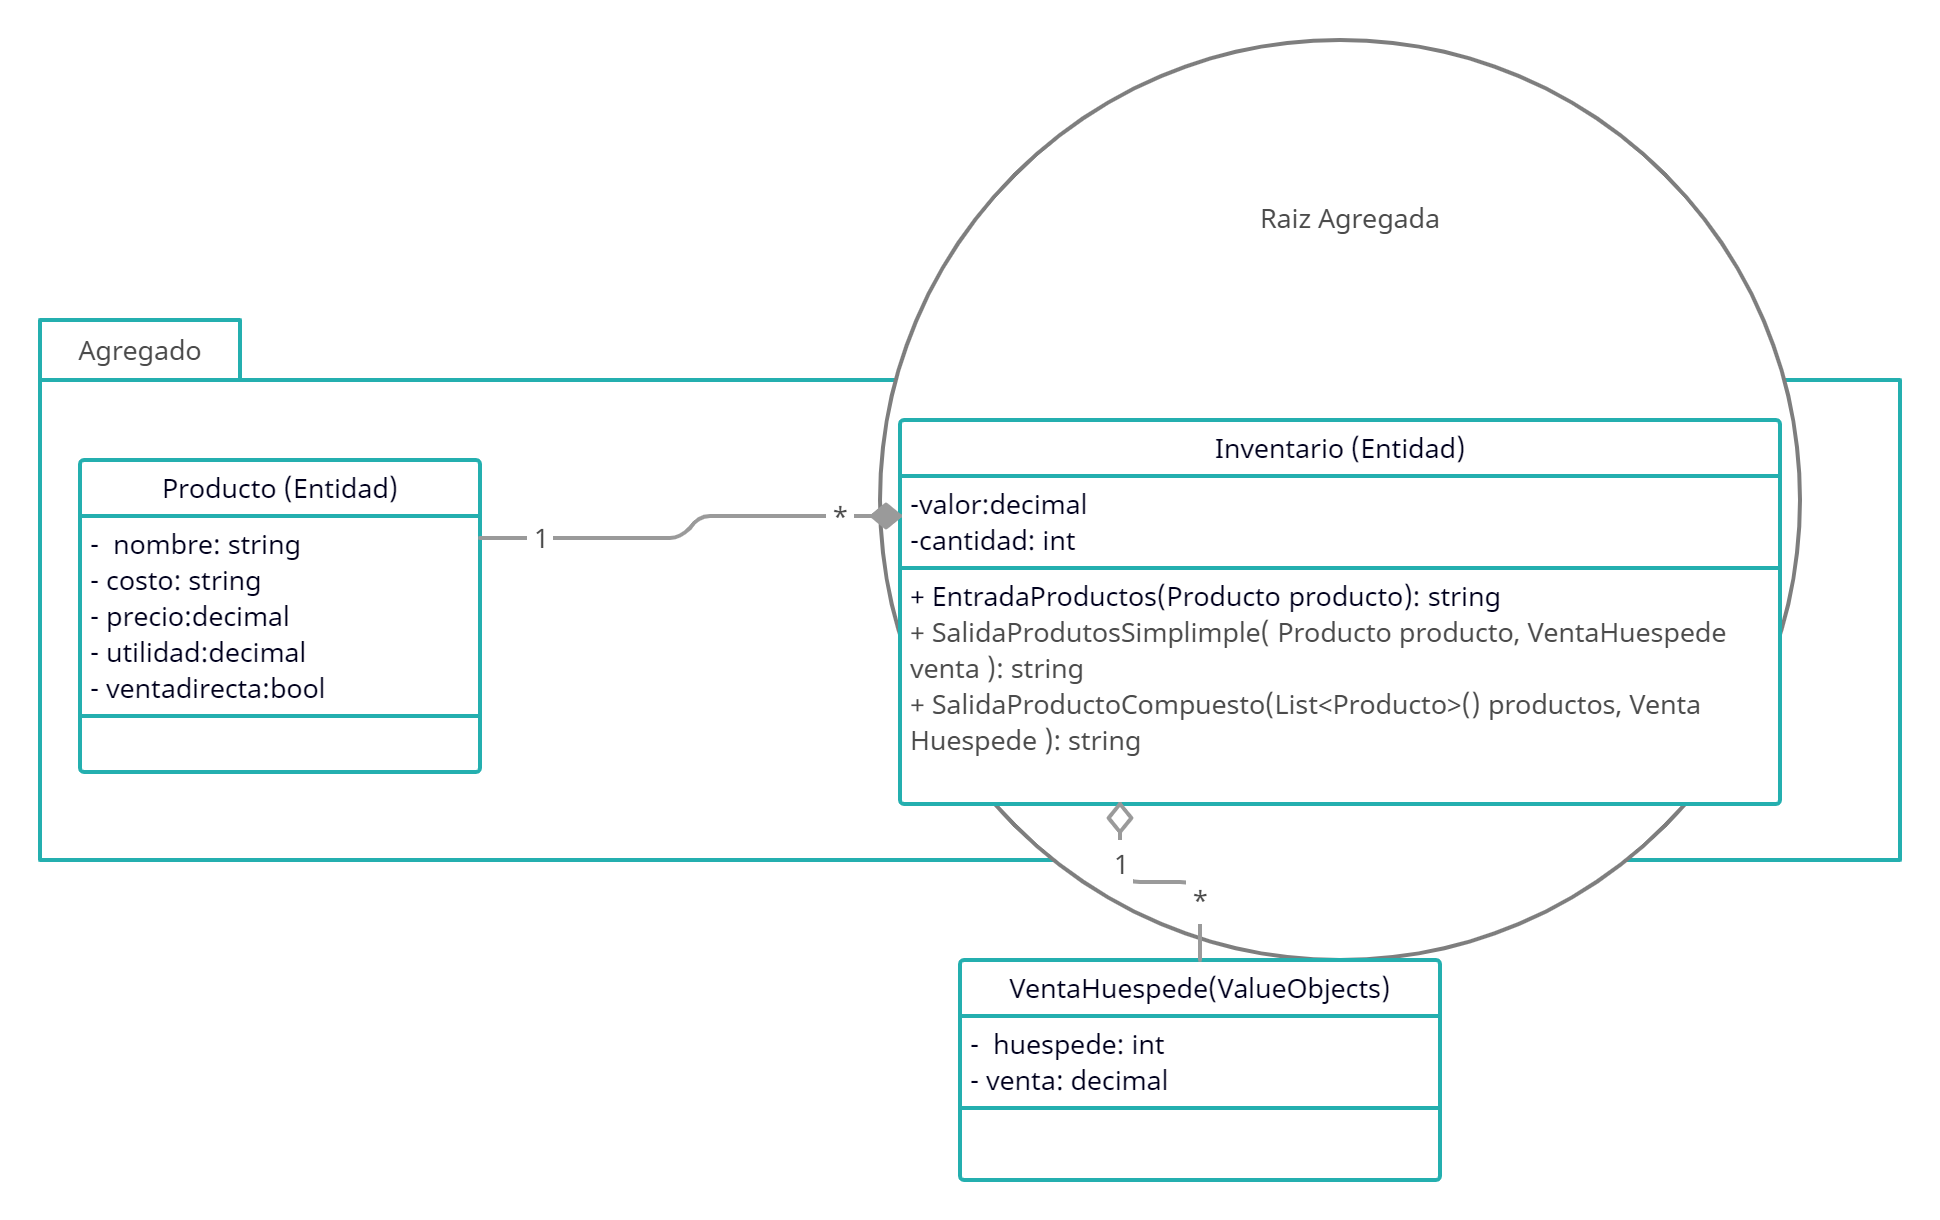 Raiz Agregada
Agregado
Producto (Entidad)
-  nombre: string
- costo: string
- precio:decimal
- utilidad:decimal
- ventadirecta:bool
1
*
Inventario (Entidad)
-valor:decimal
-cantidad: int
+ EntradaProductos(Producto producto): string
+ SalidaProdutosSimplimple( Producto producto, VentaHuespede
venta ): string
+ SalidaProductoCompuesto(List<Producto>() productos, Venta
Huespede ): string
1
*
VentaHuespede(ValueObjects)
-  huespede: int
- venta: decimal